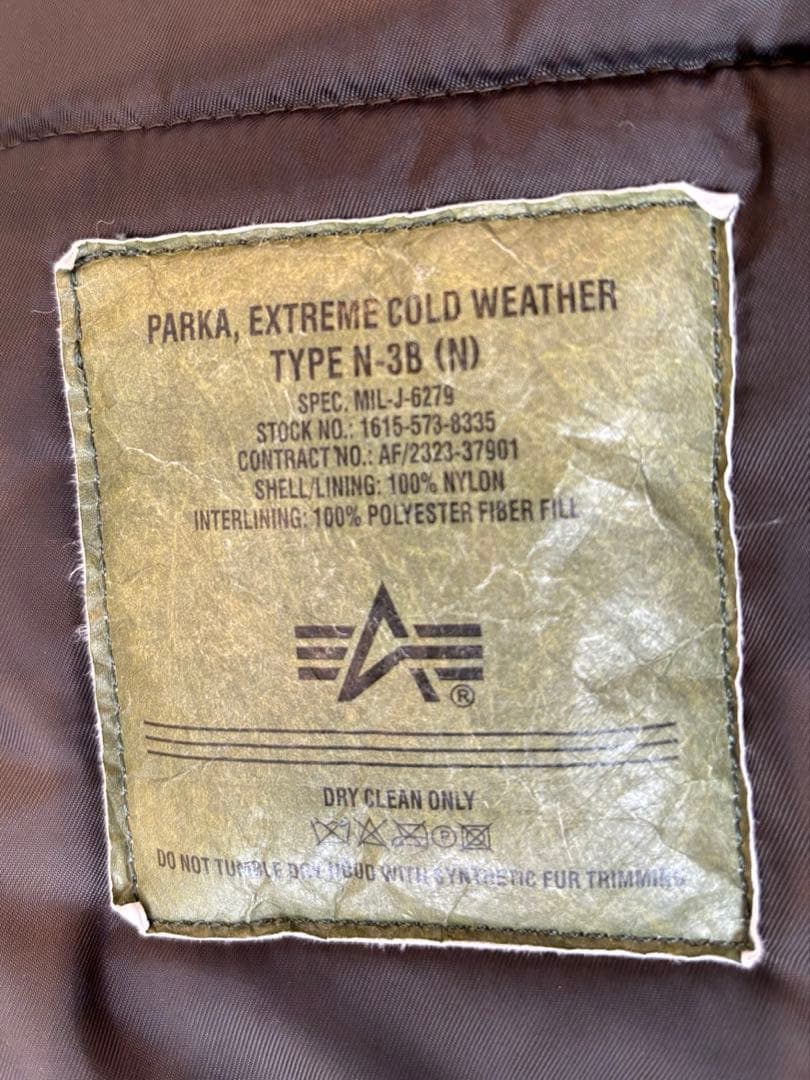 PARKA, EXTREME COLD WEATHER
TYPE N-3B (N)
SPEC. MIL-J-6279
STOCK NO.: 1615-573-8335
CONTRACT NO.: AF/2323-37901
SHELL/LINING: 100% NYLON
INTERLINING: 100% POLYESTER FIBER FILL
®
DRY CLEAN ONLY
P
DO NOT TUMBLE DRY HOOD WITH SYNTHETIC FUR TRIMMING